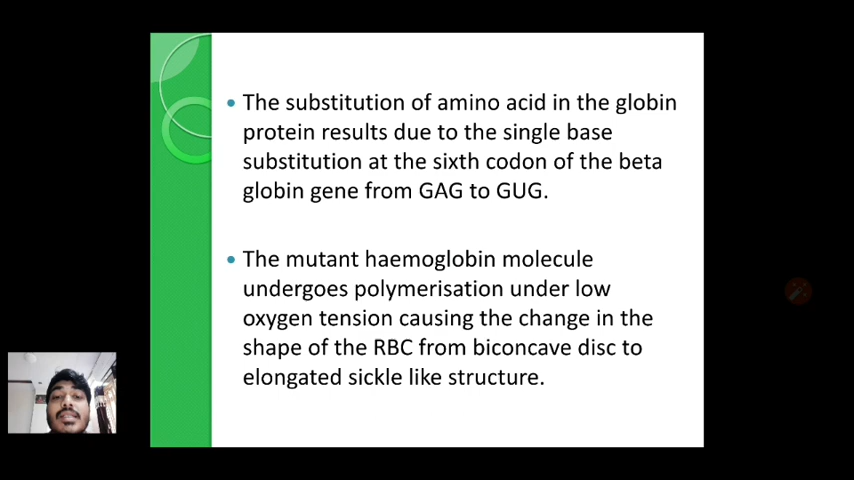 • The substitution of amino acid in the globin
protein results due to the single base
substitution at the sixth codon of the beta
globin gene from GAG to GUG.
• The mutant haemoglobin molecule
undergoes polymerisation under low
oxygen tension causing the change in the
shape of the RBC from biconcave disc to
elongated sickle like structure.